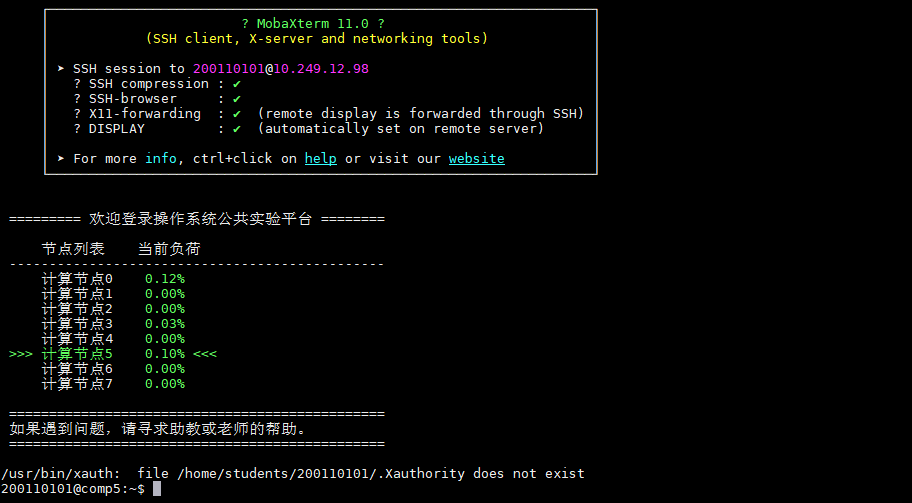 ? MobaXterm 11.0 ?
(SSH client, X-server and networking tools)
➤ SSH session to 200110101@10.249.12.98
? SSH compression : ✔
? SSH-browser     : ✔
? X11-forwarding  : ✔  (remote display is forwarded through SSH)
? DISPLAY         : ✔  (automatically set on remote server)
➤ For more info, ctrl+click on help or visit our website
========= 欢迎登录操作系统公共实验平台 ========
节点列表    当前负荷
-----------------------------------------------
计算节点0    0.12%
计算节点1    0.00%
计算节点2    0.00%
计算节点3    0.03%
计算节点4    0.00%
>>> 计算节点5    0.10% <<<
计算节点6    0.00%
计算节点7    0.00%
===============================================
如果遇到问题，请寻求助教或老师的帮助。
===============================================
/usr/bin/xauth:  file /home/students/200110101/.Xauthority does not exist
200110101@comp5:~$